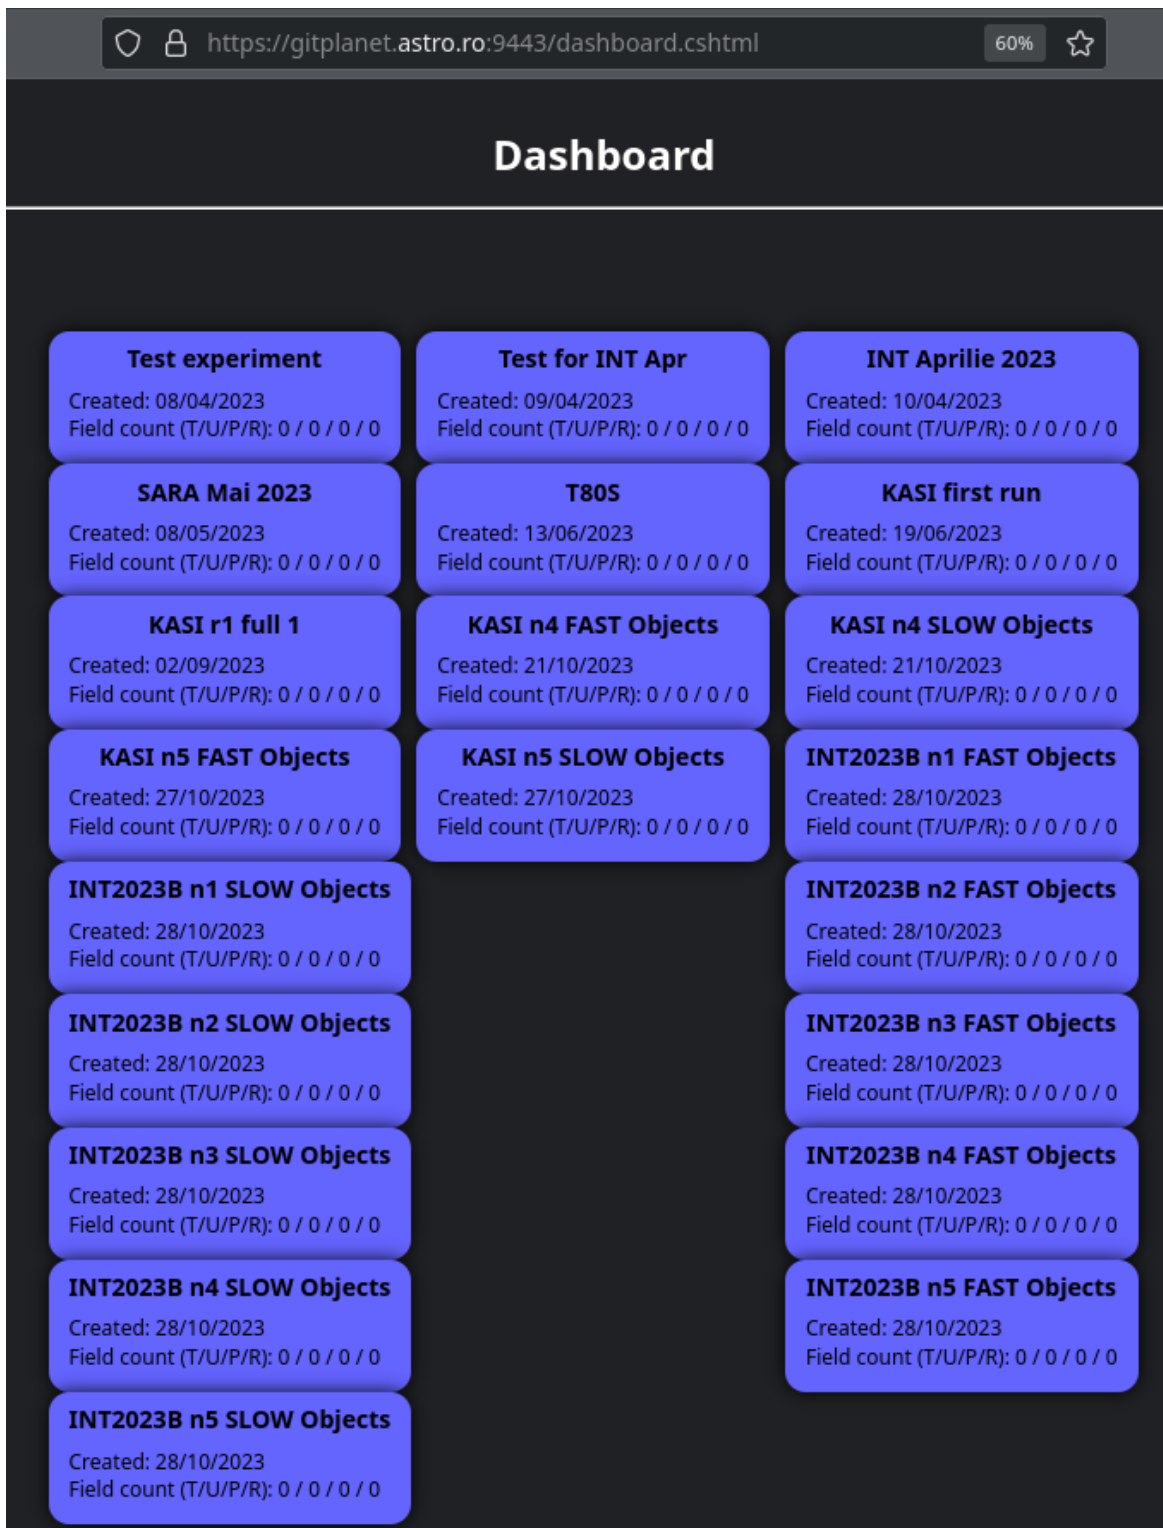 https://gitplanet.astro.ro:9443/dashboard.cshtml 60%
Dashboard
Test experiment
Created: 08/04/2023
Field count (T/U/P/R): 0 / 0 / 0 / 0
Test for INT Apr
Created: 09/04/2023
Field count (T/U/P/R): 0 / 0 / 0 / 0
INT Aprilie 2023
Created: 10/04/2023
Field count (T/U/P/R): 0 / 0 / 0 / 0
SARA Mai 2023
Created: 08/05/2023
Field count (T/U/P/R): 0 / 0 / 0 / 0
T80S
Created: 13/06/2023
Field count (T/U/P/R): 0 / 0 / 0 / 0
KASI first run
Created: 19/06/2023
Field count (T/U/P/R): 0 / 0 / 0 / 0
KASI r1 full 1
Created: 02/09/2023
Field count (T/U/P/R): 0 / 0 / 0 / 0
KASI n4 FAST Objects
Created: 21/10/2023
Field count (T/U/P/R): 0 / 0 / 0 / 0
KASI n4 SLOW Objects
Created: 21/10/2023
Field count (T/U/P/R): 0 / 0 / 0 / 0
KASI n5 FAST Objects
Created: 27/10/2023
Field count (T/U/P/R): 0 / 0 / 0 / 0
KASI n5 SLOW Objects
Created: 27/10/2023
Field count (T/U/P/R): 0 / 0 / 0 / 0
INT2023B n1 FAST Objects
Created: 28/10/2023
Field count (T/U/P/R): 0 / 0 / 0 / 0
INT2023B n1 SLOW Objects
Created: 28/10/2023
Field count (T/U/P/R): 0 / 0 / 0 / 0
INT2023B n2 FAST Objects
Created: 28/10/2023
Field count (T/U/P/R): 0 / 0 / 0 / 0
INT2023B n2 SLOW Objects
Created: 28/10/2023
Field count (T/U/P/R): 0 / 0 / 0 / 0
INT2023B n3 FAST Objects
Created: 28/10/2023
Field count (T/U/P/R): 0 / 0 / 0 / 0
INT2023B n3 SLOW Objects
Created: 28/10/2023
Field count (T/U/P/R): 0 / 0 / 0 / 0
INT2023B n4 FAST Objects
Created: 28/10/2023
Field count (T/U/P/R): 0 / 0 / 0 / 0
INT2023B n4 SLOW Objects
Created: 28/10/2023
Field count (T/U/P/R): 0 / 0 / 0 / 0
INT2023B n5 FAST Objects
Created: 28/10/2023
Field count (T/U/P/R): 0 / 0 / 0 / 0
INT2023B n5 SLOW Objects
Created: 28/10/2023
Field count (T/U/P/R): 0 / 0 / 0 / 0